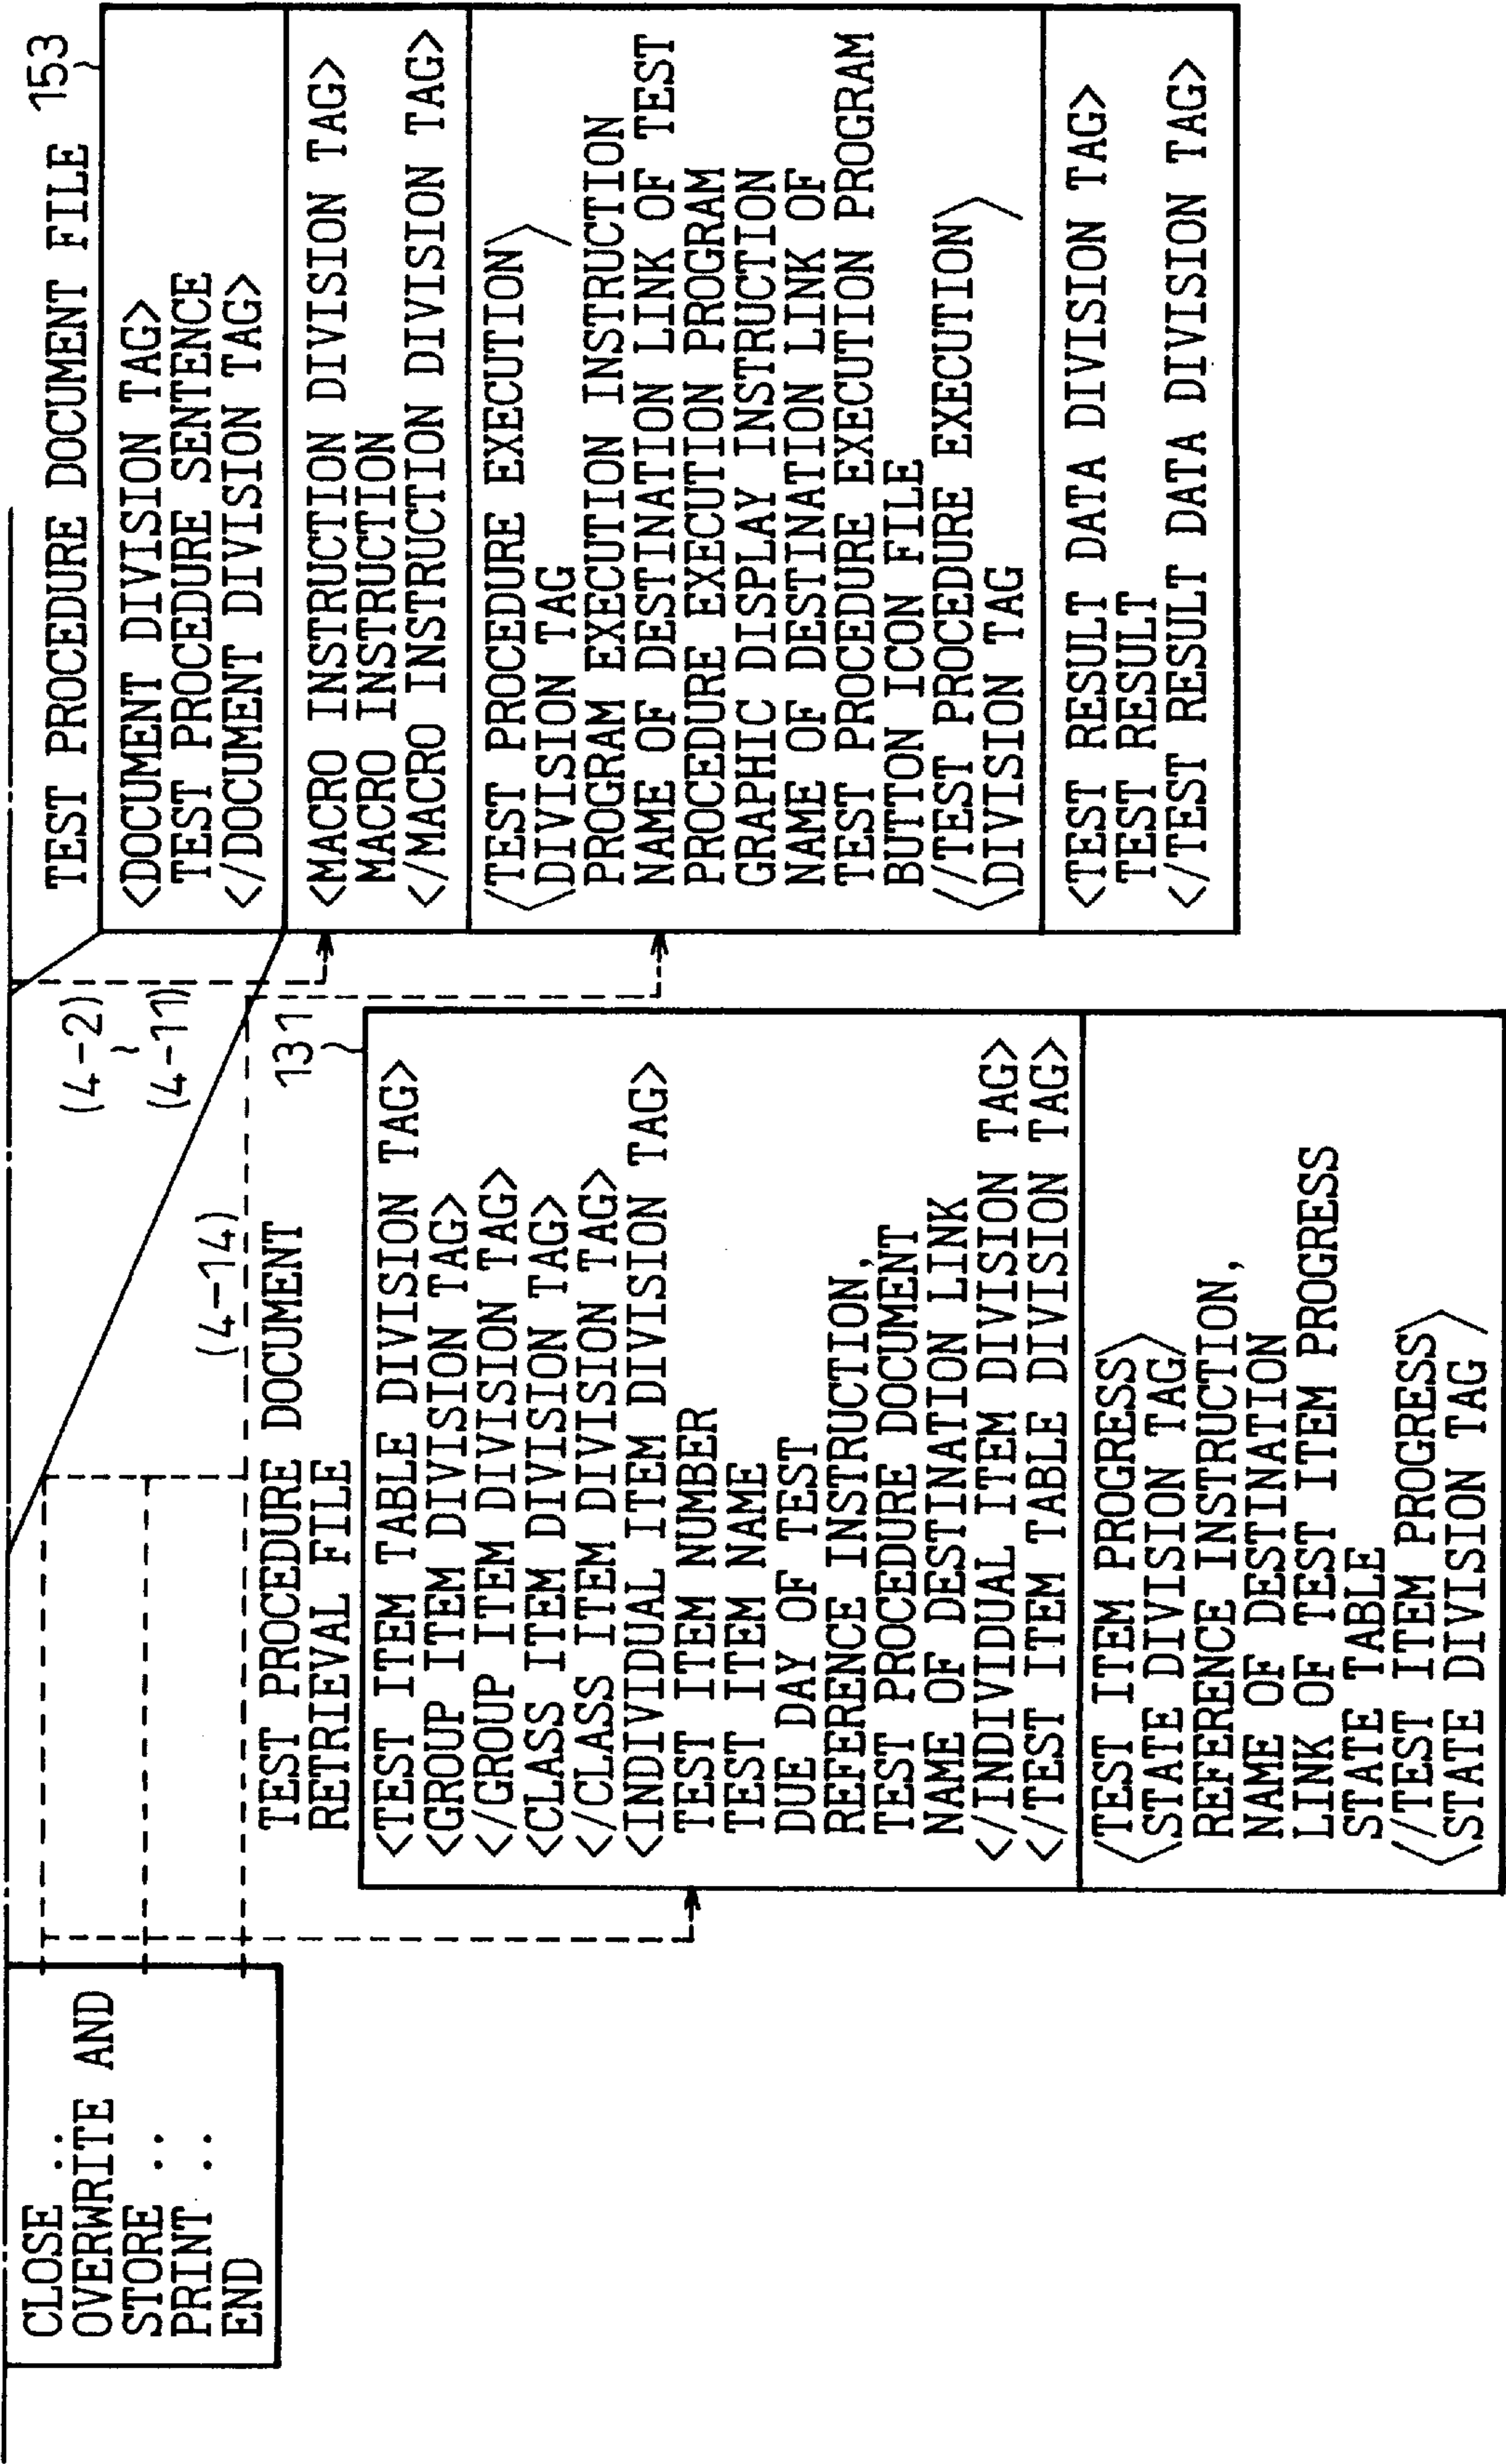 CLOSE ..
OVERWRITE AND
STORE ..
PRINT ..
END
(4-2)
(4-11)
(4-14)
TEST PROCEDURE DOCUMENT
RETRIEVAL FILE
131
<TEST ITEM TABLE DIVISION TAG>
<GROUP ITEM DIVISION TAG>
</GROUP ITEM DIVISION TAG>
<CLASS ITEM DIVISION TAG>
</CLASS ITEM DIVISION TAG>
<INDIVIDUAL ITEM DIVISION TAG>
TEST ITEM NUMBER
TEST ITEM NAME
DUE DAY OF TEST
REFERENCE INSTRUCTION,
TEST PROCEDURE DOCUMENT
NAME OF DESTINATION LINK
</INDIVIDUAL ITEM DIVISION TAG>
</TEST ITEM TABLE DIVISION TAG>
<TEST ITEM PROGRESS
STATE DIVISION TAG>
REFERENCE INSTRUCTION,
NAME OF DESTINATION
LINK OF TEST ITEM PROGRESS
STATE TABLE
</TEST ITEM PROGRESS
STATE DIVISION TAG>
TEST PROCEDURE DOCUMENT FILE
153
<DOCUMENT DIVISION TAG>
TEST PROCEDURE SENTENCE
</DOCUMENT DIVISION TAG>
<MACRO INSTRUCTION DIVISION TAG>
MACRO INSTRUCTION
</MACRO INSTRUCTION DIVISION TAG>
<TEST PROCEDURE EXECUTION
DIVISION TAG>
PROGRAM EXECUTION INSTRUCTION
NAME OF DESTINATION LINK OF TEST
PROCEDURE EXECUTION PROGRAM
GRAPHIC DISPLAY INSTRUCTION
NAME OF DESTINATION LINK OF
TEST PROCEDURE EXECUTION PROGRAM
BUTTON ICON FILE
</TEST PROCEDURE EXECUTION
DIVISION TAG>
<TEST RESULT DATA DIVISION TAG>
TEST RESULT
</TEST RESULT DATA DIVISION TAG>